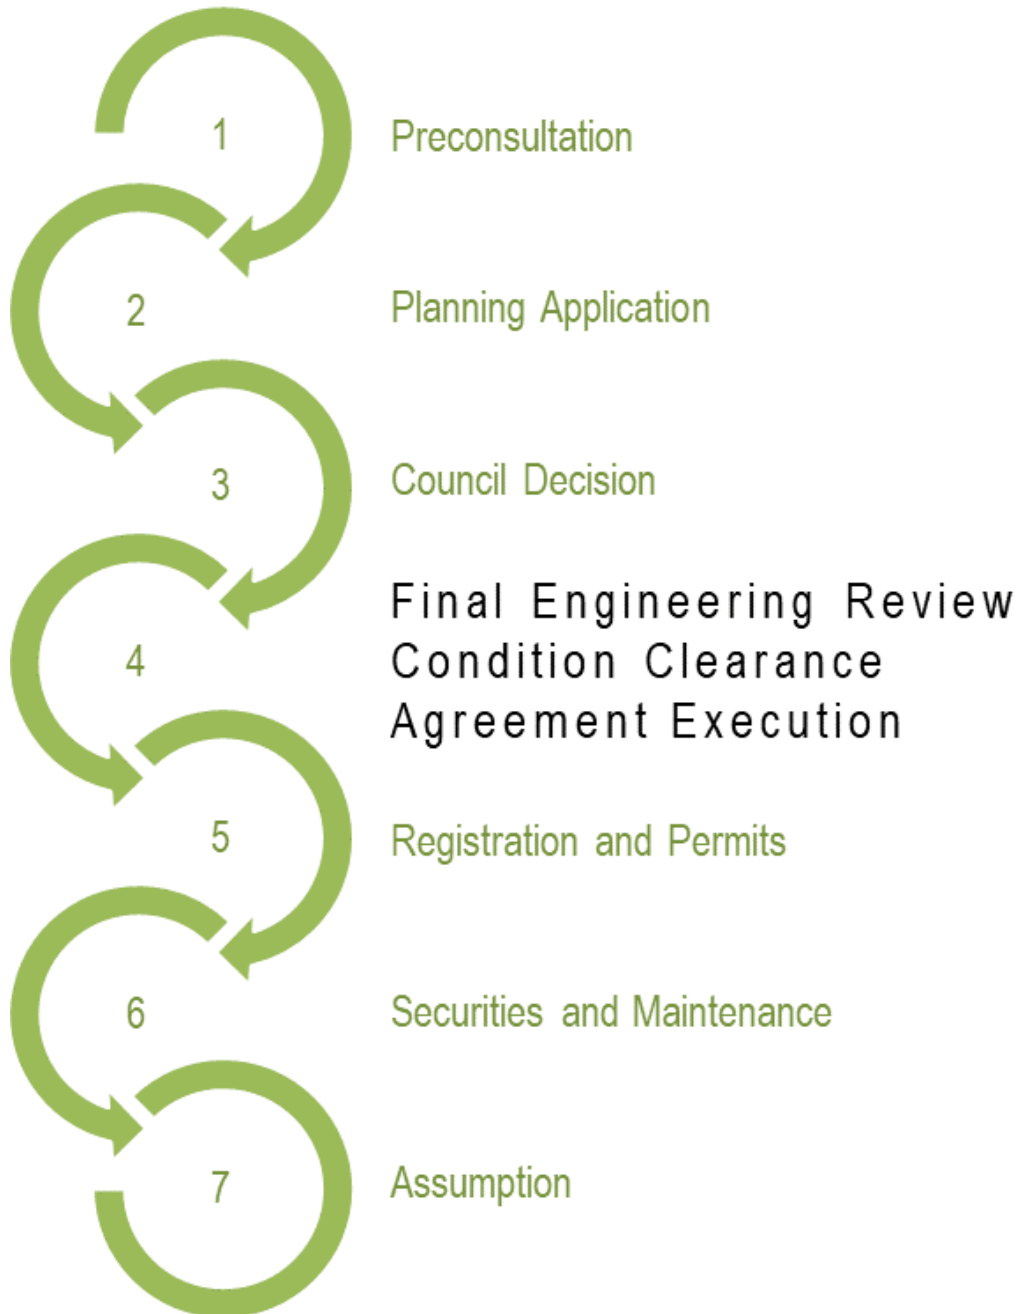 1
Preconsultation
2
Planning Application
3
Council Decision
4
Final Engineering Review
Condition Clearance
Agreement Execution
5
Registration and Permits
6
Securities and Maintenance
7
Assumption